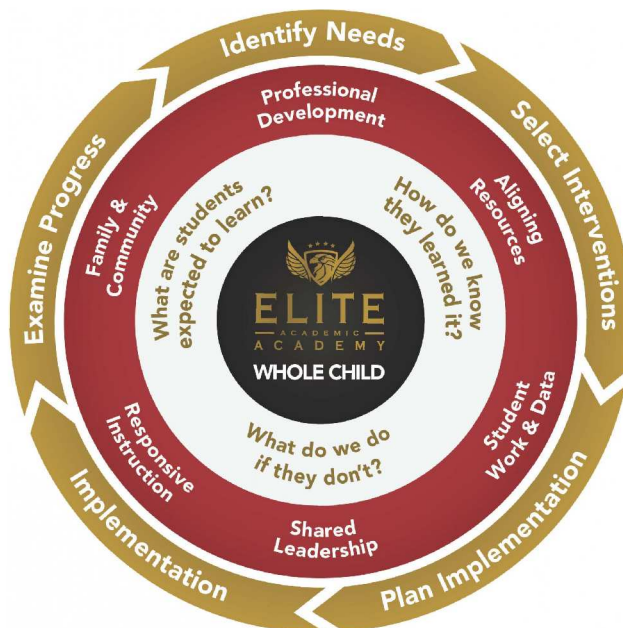 Identify Needs
Select Interventions
Plan Implementation
Implementation
Examine Progress
Professional
Development
Aligning
Resources
Student
Work & Data
Shared
Leadership
Responsive
Instruction
Family &
Community
What are students
expected to learn?
How do we know
they learned it?
What do we do
if they don't?
ELITE
ACADEMIC
ACADEMY
WHOLE CHILD